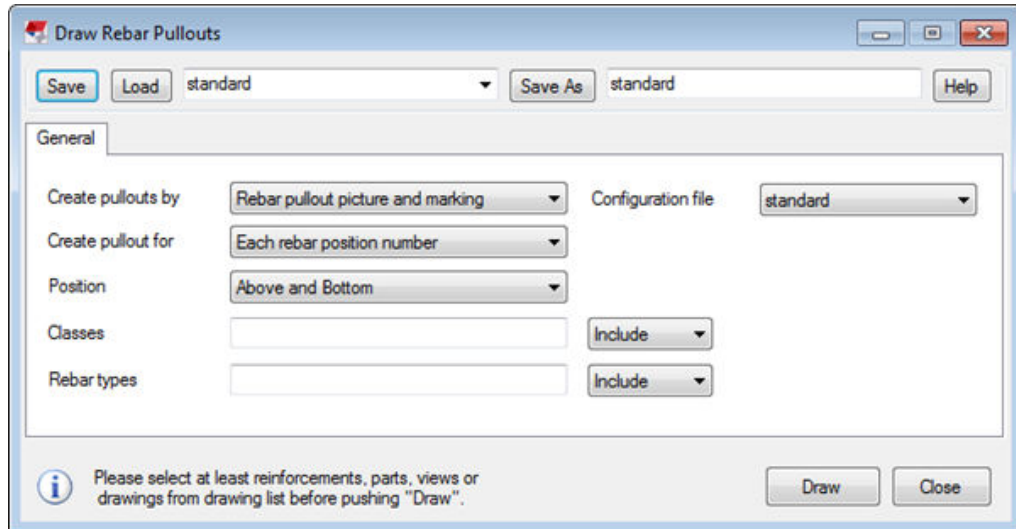 Draw Rebar Pullouts
Save Load standard Save As standard Help
General
Create pullouts by Rebar pullout picture and marking Configuration file standard
Create pullout for Each rebar position number
Position Above and Bottom
Classes Include
Rebar types Include
Please select at least reinforcements, parts, views or
drawings from drawing list before pushing "Draw".
Draw Close